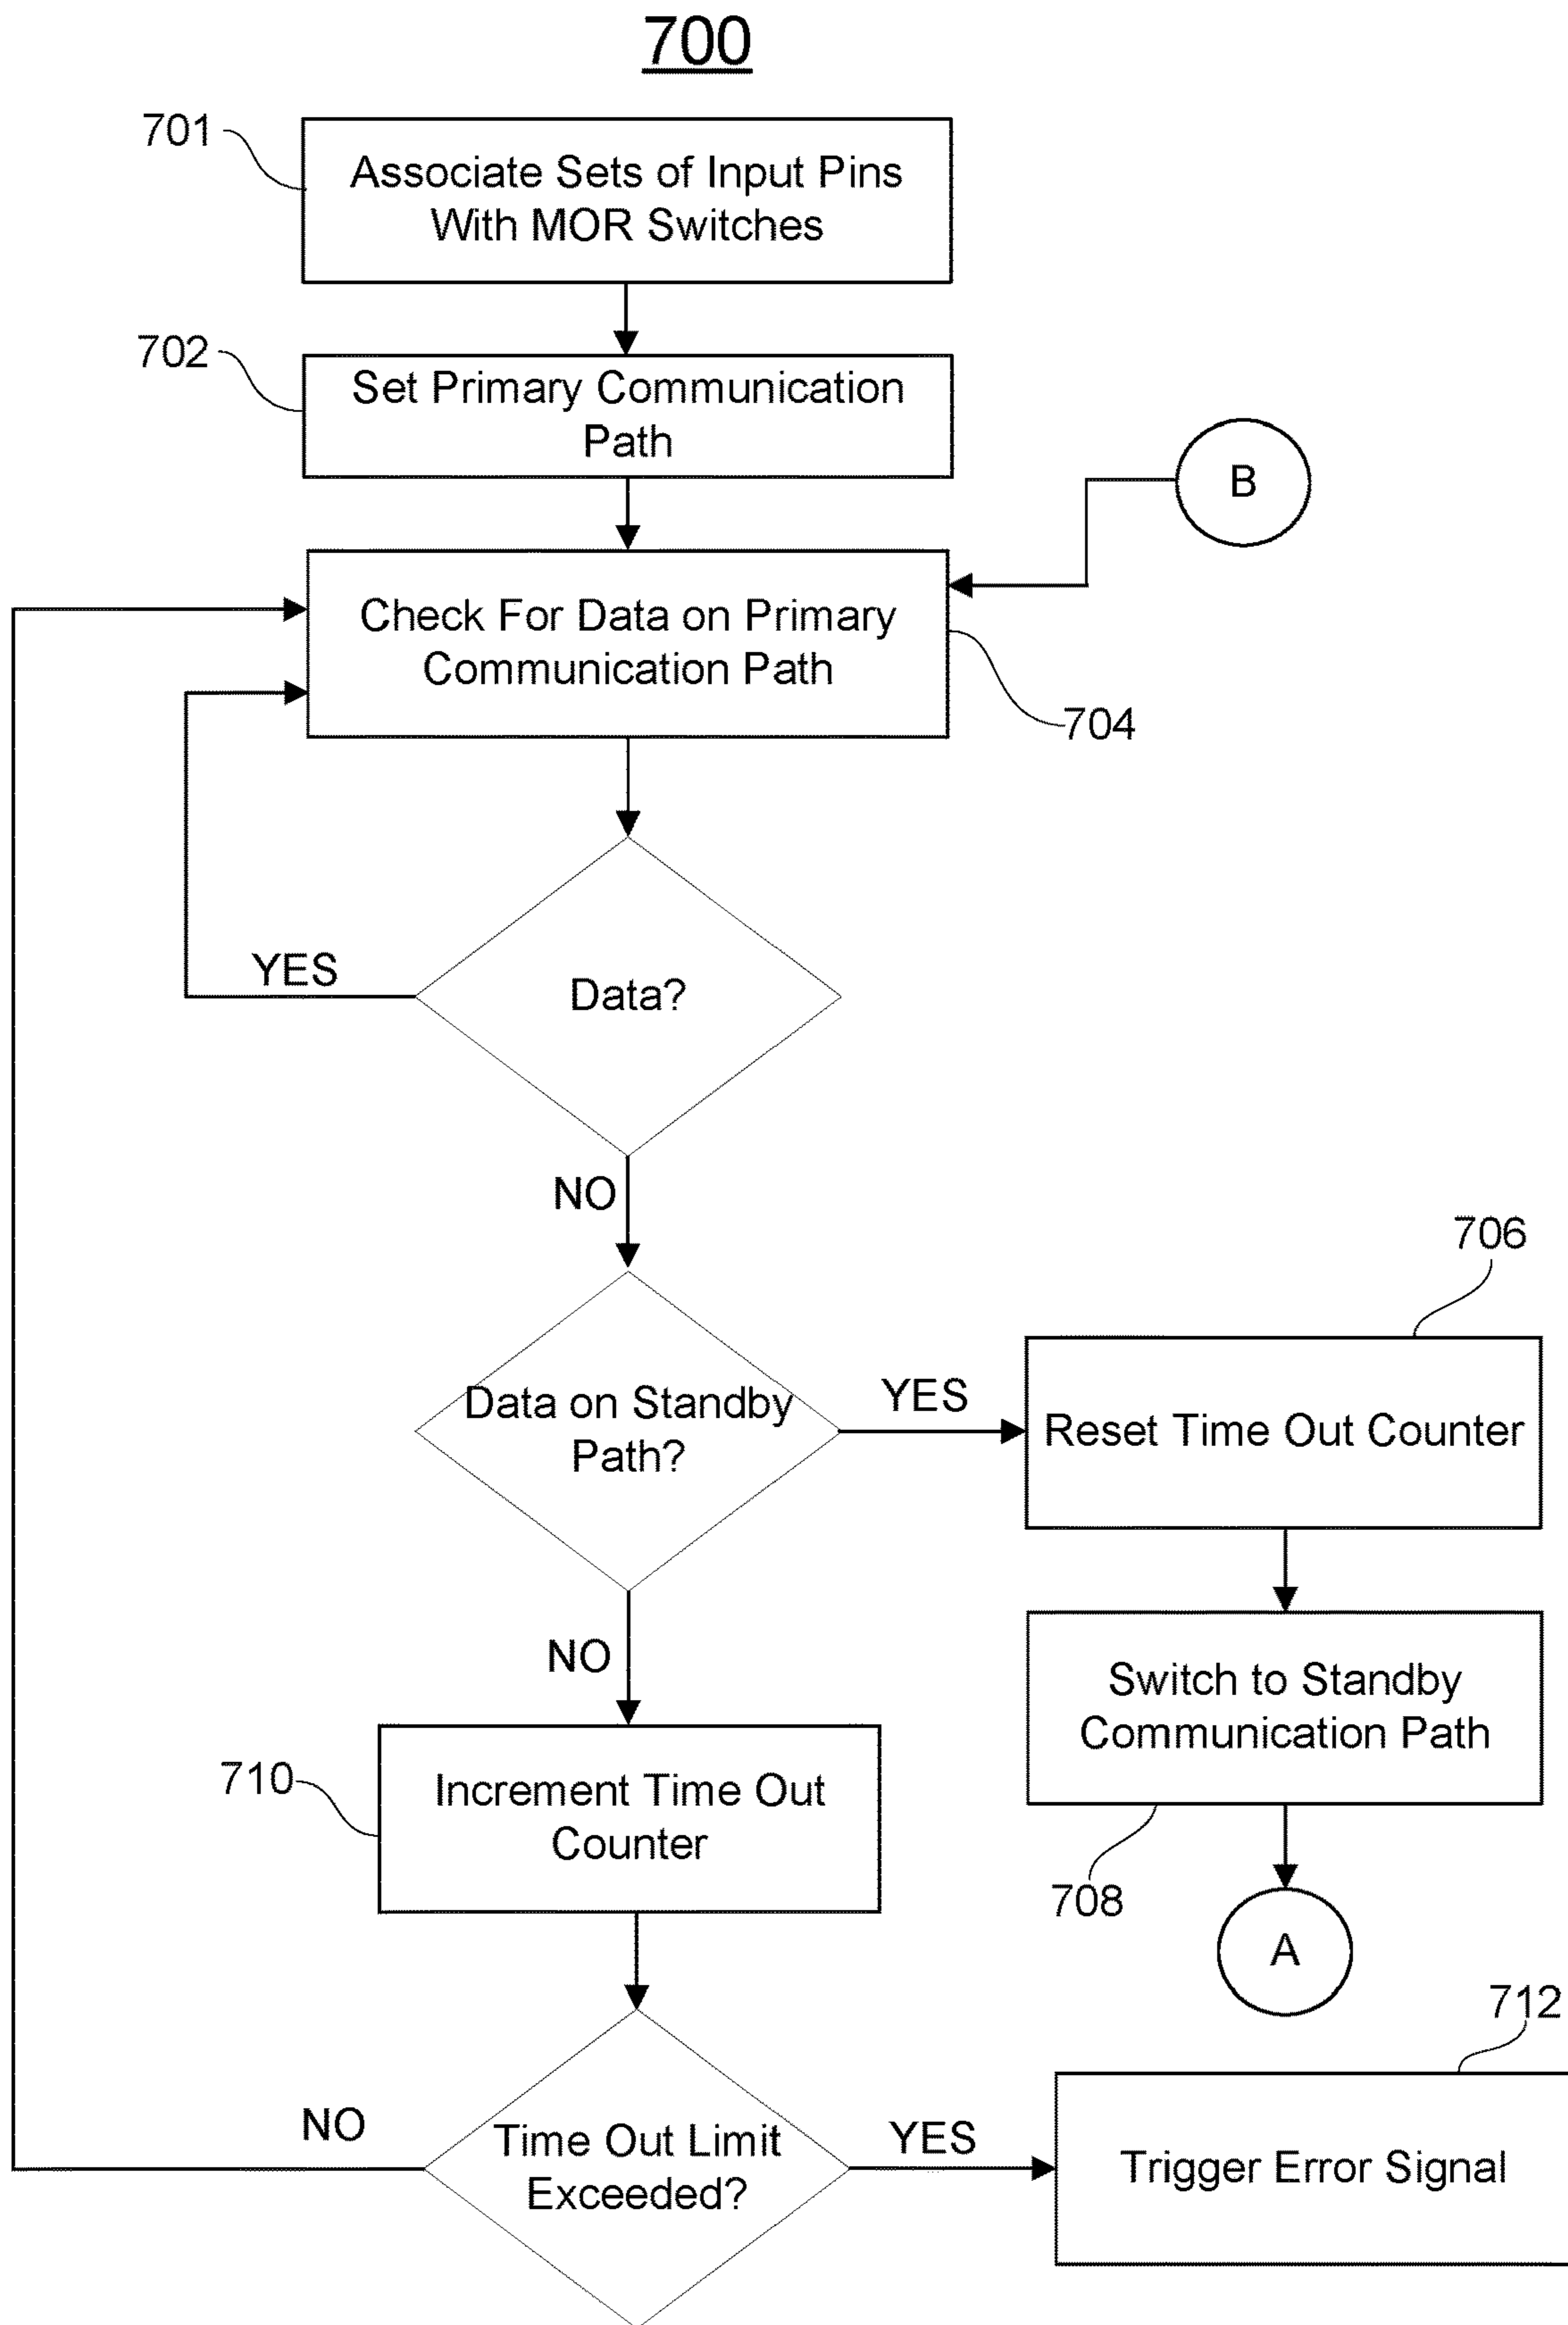 700
701
Associate Sets of Input Pins
With MOR Switches
702
Set Primary Communication
Path
B
Check For Data on Primary
Communication Path
704
YES
Data?
NO
706
Data on Standby
Path?
YES
Reset Time Out Counter
NO
Switch to Standby
Communication Path
710
Increment Time Out
Counter
708
A
712
NO
Time Out Limit
Exceeded?
YES
Trigger Error Signal